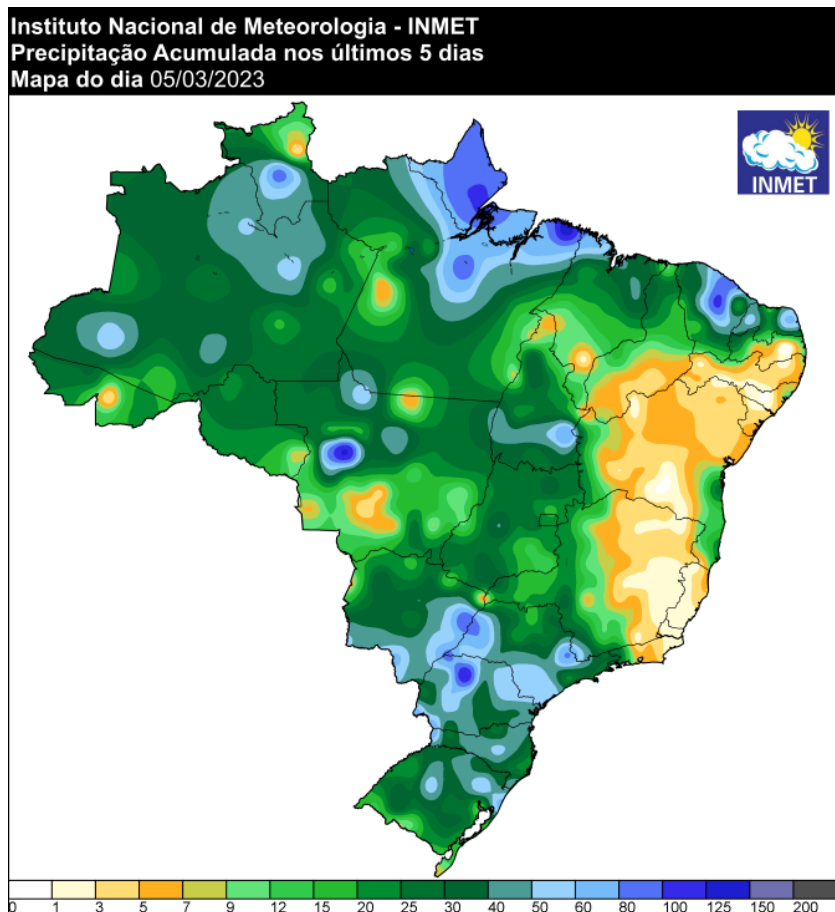 Instituto Nacional de Meteorologia - INMET
Precipitação Acumulada nos últimos 5 dias
Mapa do dia 05/03/2023
INMET
0 1 3 5 7 9 12 15 20 25 30 40 50 60 80 100 125 150 200